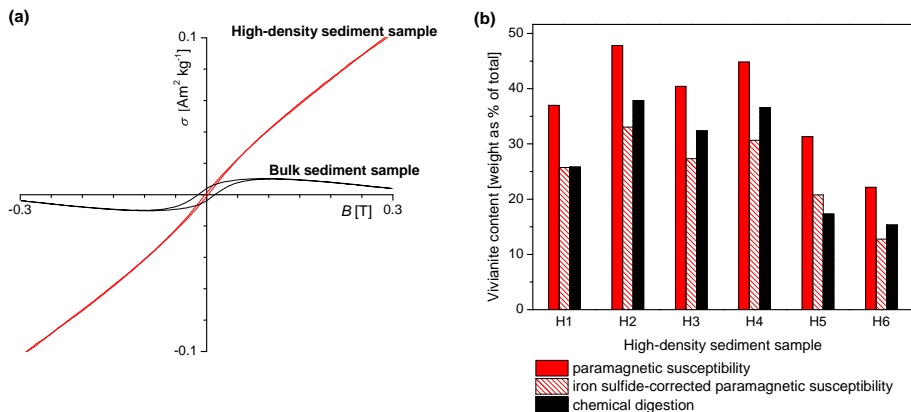 (a)
High-density sediment sample
0.1
σ [Am² kg⁻¹]
Bulk sediment sample
-0.3
B [T]
0.3
-0.1
(b)
Vivianite content [weight as % of total]
50
40
30
20
10
0
H1 H2 H3 H4 H5 H6
High-density sediment sample
paramagnetic susceptibility
iron sulfide-corrected paramagnetic susceptibility
chemical digestion